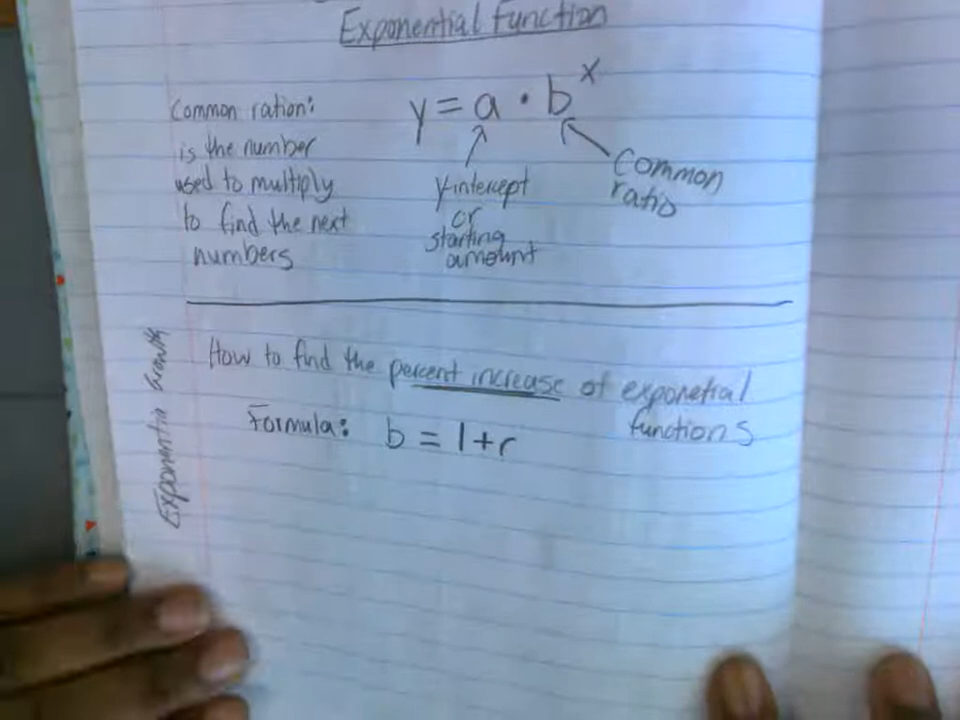 Exponential Function
y = a · b^x
Common ration:
is the number
used to multiply
to find the next
numbers
y-intercept
or
starting
amount
Common
ratio
Exponentia Growth
How to find the percent increase of exponetial
functions
Formula: b = 1+r